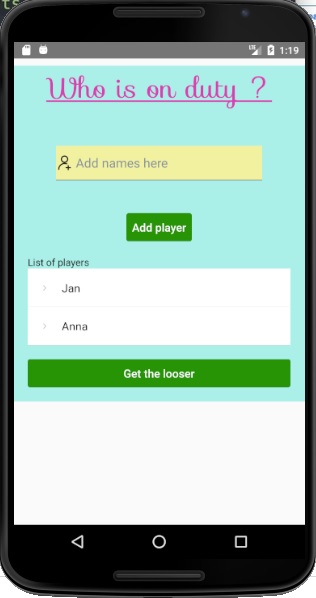 1:19
Who is on duty ?
Add names here
Add player
List of players
Jan
Anna
Get the looser